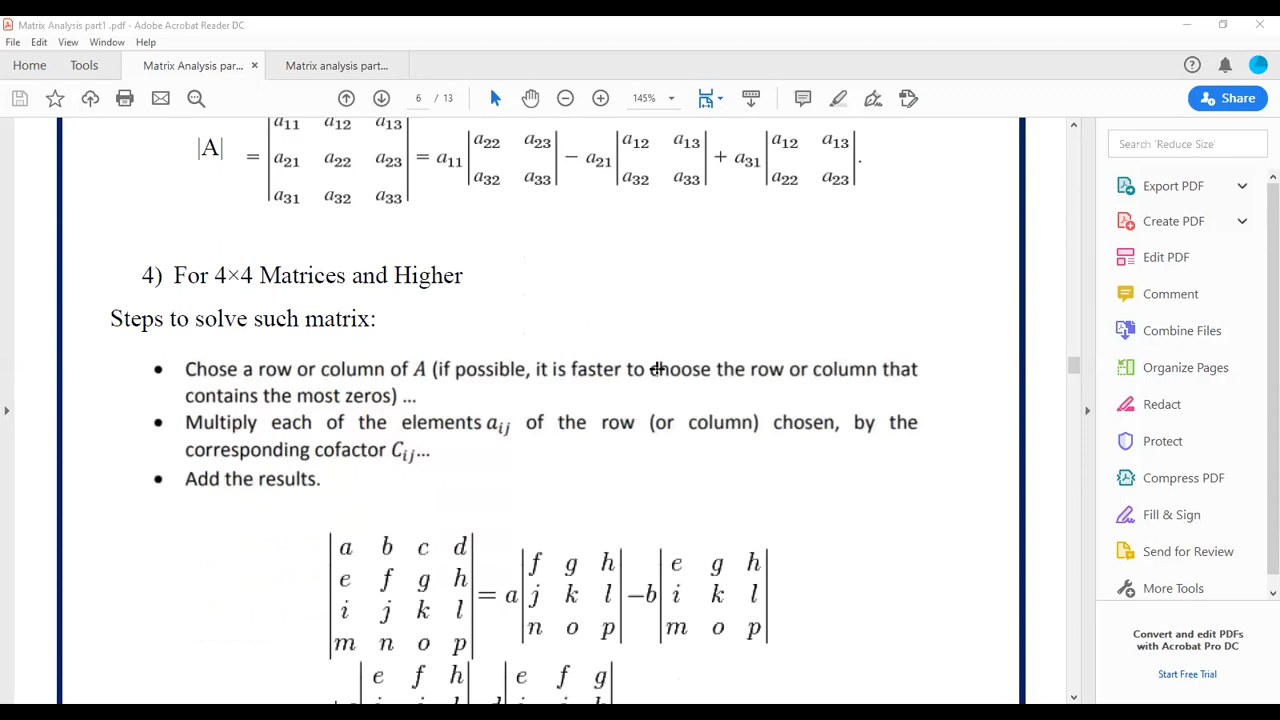 Matrix Analysis part1 .pdf - Adobe Acrobat Reader DC
File Edit View Window Help
Home Tools Matrix Analysis par... × Matrix analysis part...
6 / 13 145% Share
|A| = |a11 a12 a13| = a11 |a22 a23| − a21 |a12 a13| + a31 |a12 a13|.
a21 a22 a23 a32 a33 a32 a33 a22 a23
a31 a32 a33
4) For 4×4 Matrices and Higher
Steps to solve such matrix:
• Chose a row or column of A (if possible, it is faster to choose the row or column that
contains the most zeros) ...
• Multiply each of the elements aij of the row (or column) chosen, by the
corresponding cofactor Cij...
• Add the results.
a b c d
e f g h
i j k l
m n o p
= a
f g h
j k l
n o p
−b
e g h
i k l
m o p
e f h
e f g
Search 'Reduce Size'
Export PDF
Create PDF
Edit PDF
Comment
Combine Files
Organize Pages
Redact
Protect
Compress PDF
Fill & Sign
Send for Review
More Tools
Convert and edit PDFs
with Acrobat Pro DC
Start Free Trial